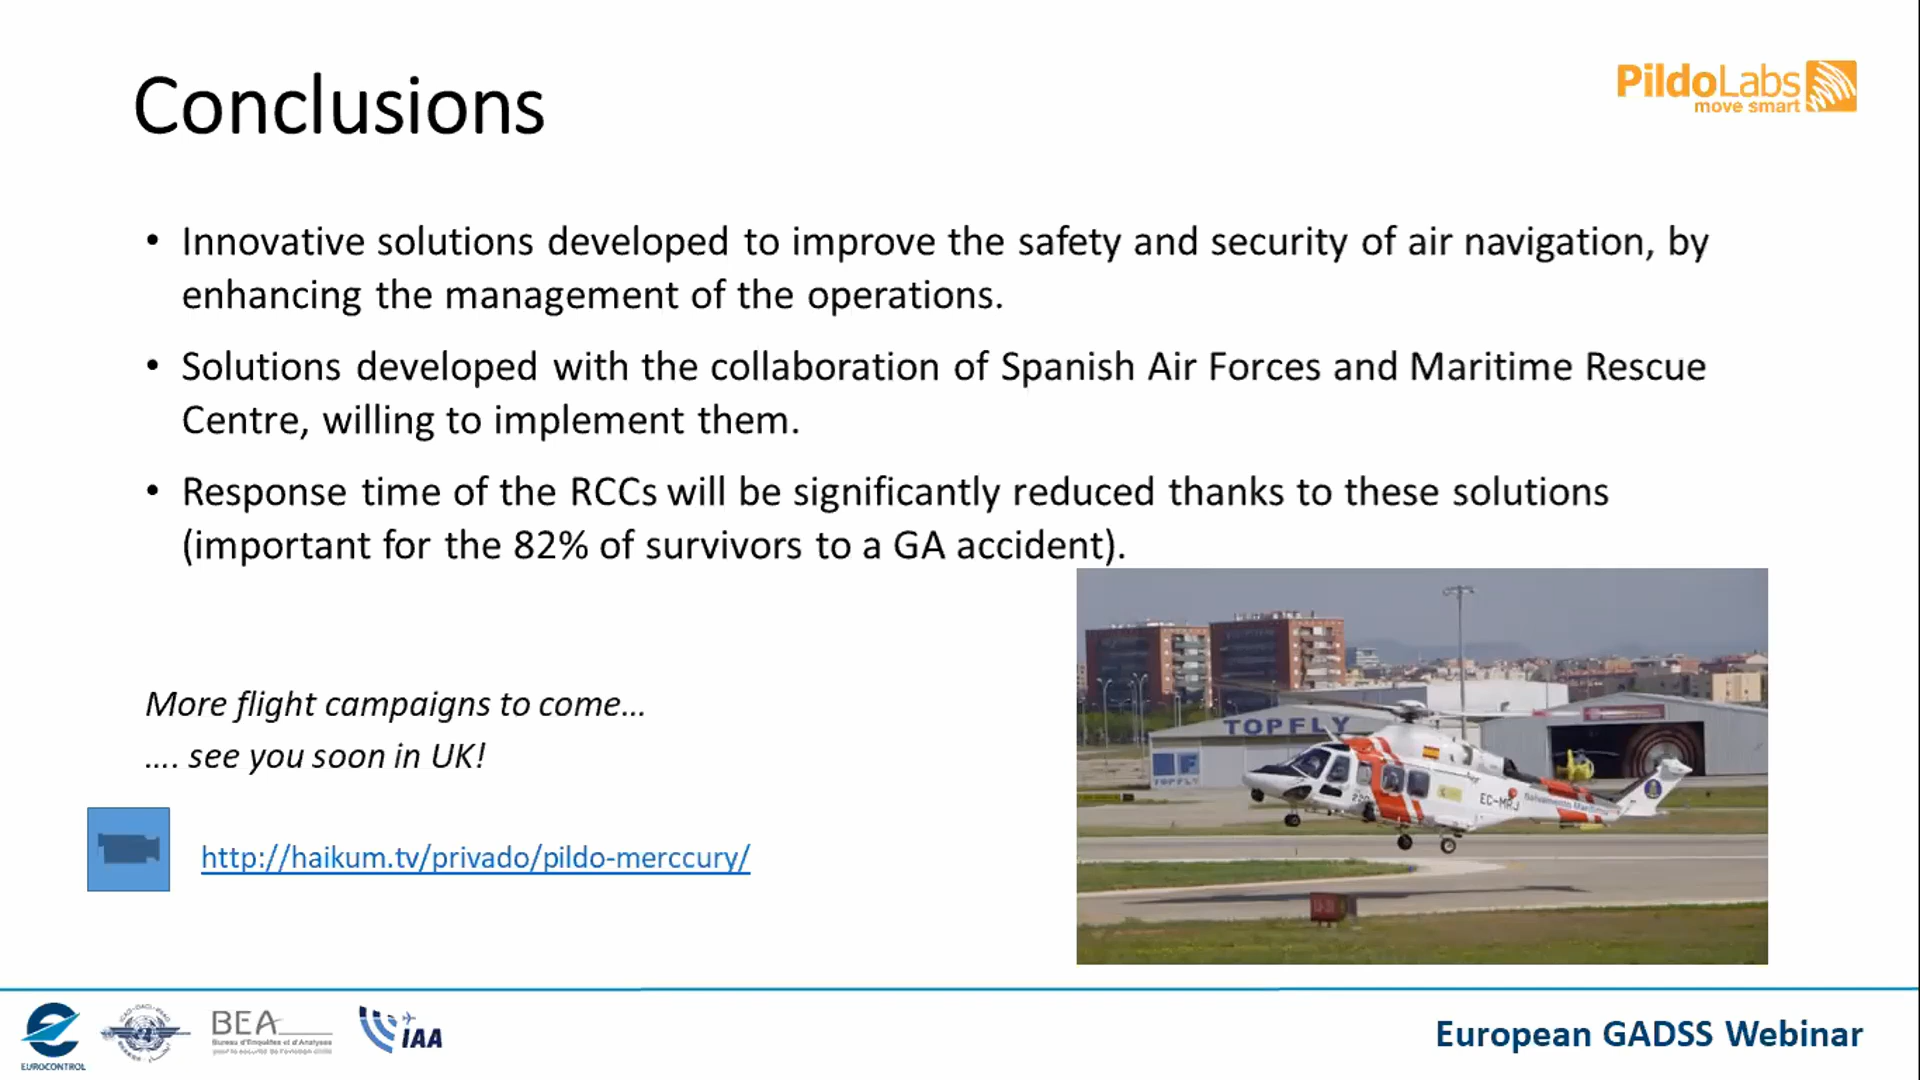 Conclusions
PildoLabs
move smart
• Innovative solutions developed to improve the safety and security of air navigation, by
enhancing the management of the operations.
• Solutions developed with the collaboration of Spanish Air Forces and Maritime Rescue
Centre, willing to implement them.
• Response time of the RCCs will be significantly reduced thanks to these solutions
(important for the 82% of survivors to a GA accident).
More flight campaigns to come...
.... see you soon in UK!
http://haikum.tv/privado/pildo-merccury/
TOPFLY
TOPFLY
EC-MRJ
Salvamento Marítimo
EUROCONTROL
BEA
Bureau d'Enquêtes et d'Analyses
pour la sécurité de l'aviation civile
IAA
European GADSS Webinar